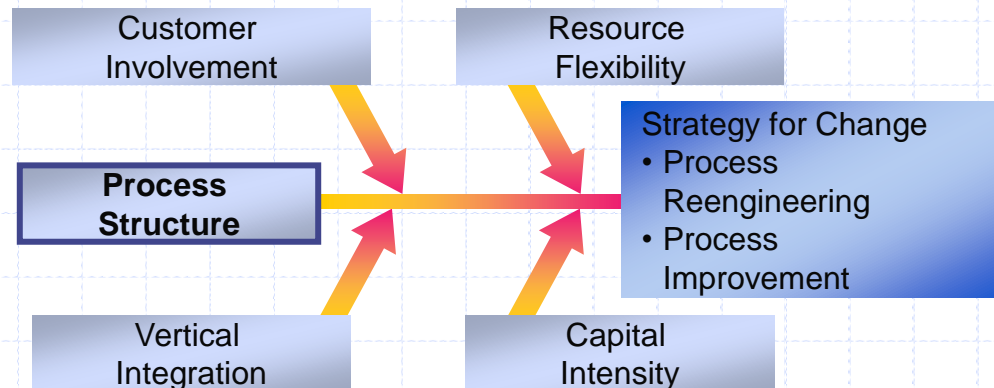 Customer
Involvement
Resource
Flexibility
Strategy for Change
• Process
Reengineering
• Process
Improvement
Process
Structure
Vertical
Integration
Capital
Intensity